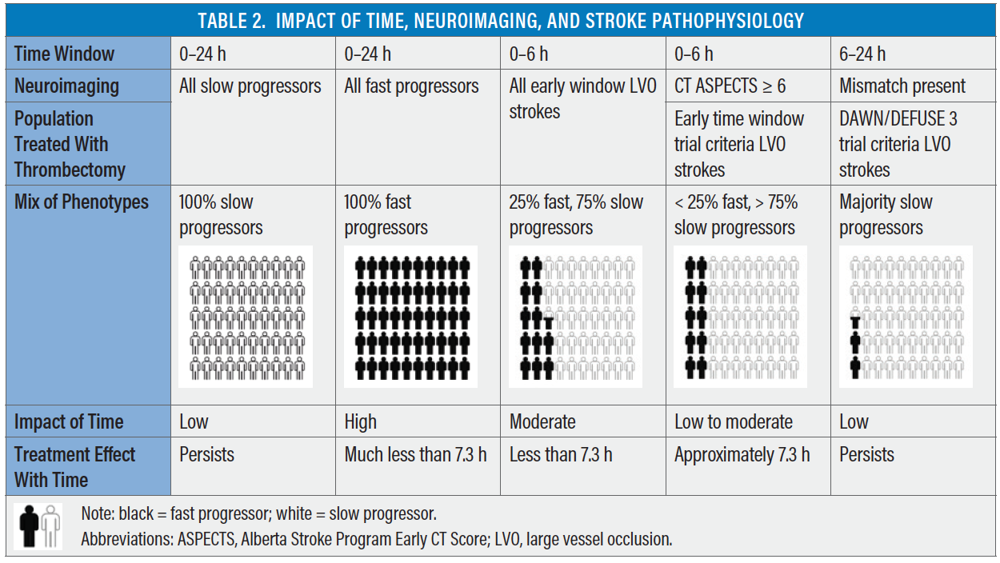 TABLE 2. IMPACT OF TIME, NEUROIMAGING, AND STROKE PATHOPHYSIOLOGY
Time Window
0–24 h
0–24 h
0–6 h
0–6 h
6–24 h
Neuroimaging
All slow progressors
All fast progressors
All early window LVO
strokes
CT ASPECTS ≥ 6
Mismatch present
Population
Treated With
Thrombectomy
Early time window
trial criteria LVO
strokes
DAWN/DEFUSE 3
trial criteria LVO
strokes
Mix of Phenotypes
100% slow
progressors
100% fast
progressors
25% fast, 75% slow
progressors
< 25% fast, > 75%
slow progressors
Majority slow
progressors
Impact of Time
Low
High
Moderate
Low to moderate
Low
Treatment Effect
With Time
Persists
Much less than 7.3 h
Less than 7.3 h
Approximately 7.3 h
Persists
Note: black = fast progressor; white = slow progressor.
Abbreviations: ASPECTS, Alberta Stroke Program Early CT Score; LVO, large vessel occlusion.